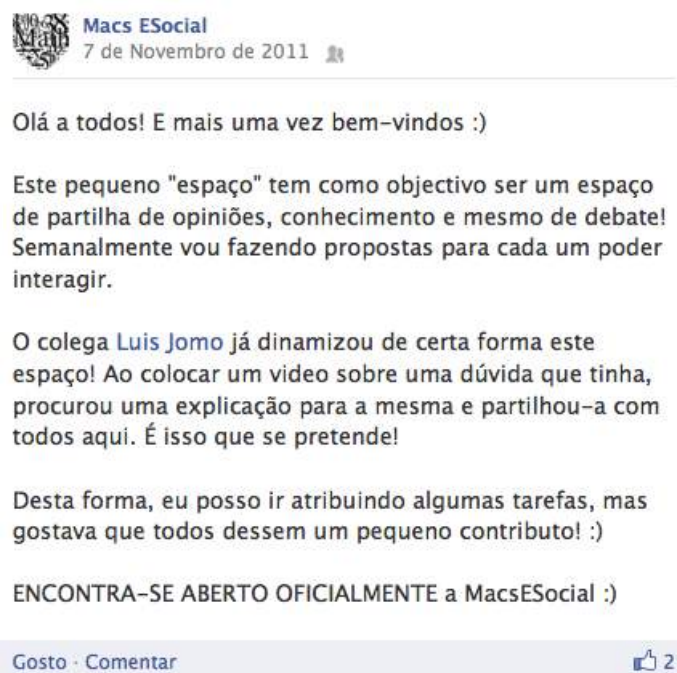 Macs ESocial
7 de Novembro de 2011
Olá a todos! E mais uma vez bem-vindos :)
Este pequeno "espaço" tem como objectivo ser um espaço
de partilha de opiniões, conhecimento e mesmo de debate!
Semanalmente vou fazendo propostas para cada um poder
interagir.
O colega Luis Jomo já dinamizou de certa forma este
espaço! Ao colocar um video sobre uma dúvida que tinha,
procurou uma explicação para a mesma e partilhou-a com
todos aqui. É isso que se pretende!
Desta forma, eu posso ir atribuindo algumas tarefas, mas
gostava que todos dessem um pequeno contributo! :)
ENCONTRA-SE ABERTO OFICIALMENTE a MacsESocial :)
Gosto · Comentar 2